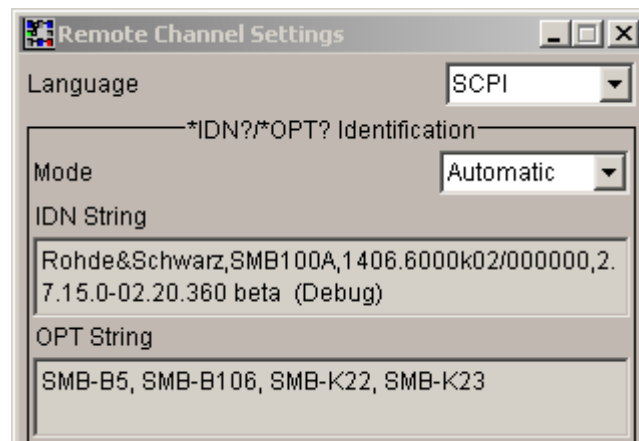 Remote Channel Settings
Language
SCPI
*IDN?/*OPT? Identification
Mode
Automatic
IDN String
Rohde&Schwarz,SMB100A,1406.6000k02/000000,2.
7.15.0-02.20.360 beta (Debug)
OPT String
SMB-B5, SMB-B106, SMB-K22, SMB-K23